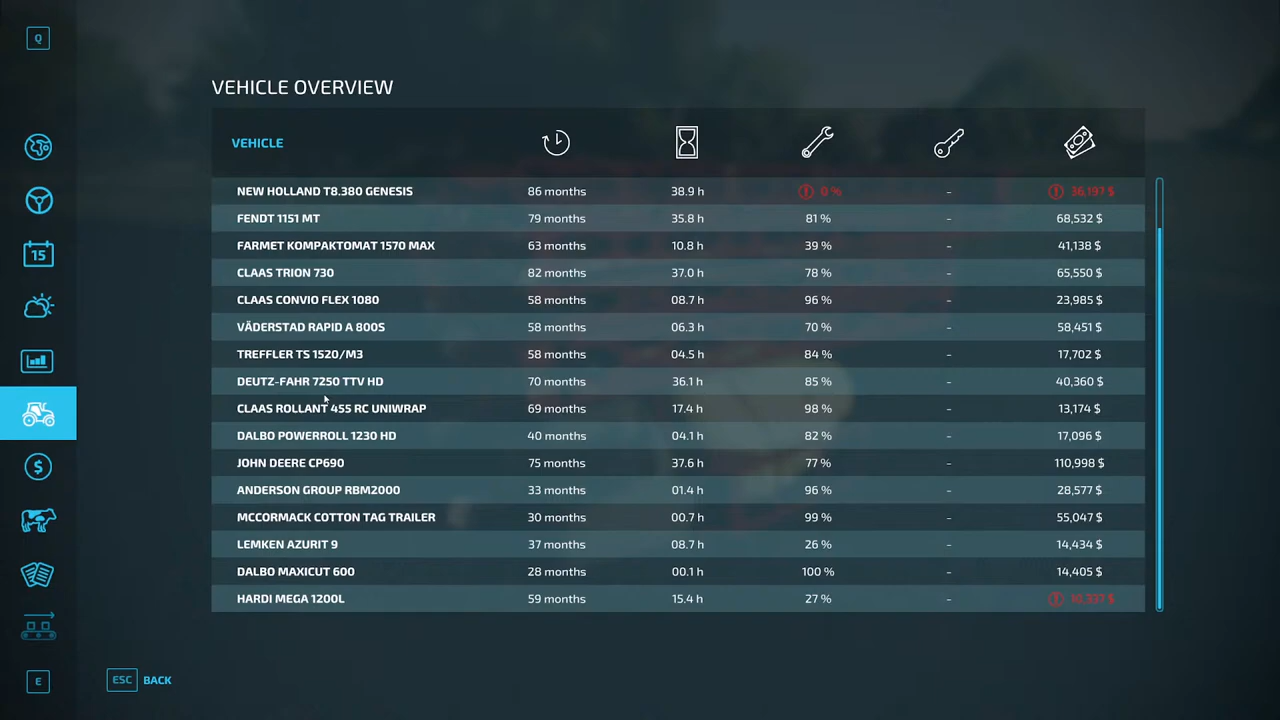 Q
VEHICLE OVERVIEW
VEHICLE
NEW HOLLAND T8.380 GENESIS 86 months 38.9 h 0 % - 36,197 $
FENDT 1151 MT 79 months 35.8 h 81 % - 68,532 $
FARMET KOMPAKTOMAT 1570 MAX 63 months 10.8 h 39 % - 41,138 $
CLAAS TRION 730 82 months 37.0 h 78 % - 65,550 $
CLAAS CONVIO FLEX 1080 58 months 08.7 h 96 % - 23,985 $
VÄDERSTAD RAPID A 800S 58 months 06.3 h 70 % - 58,451 $
TREFFLER TS 1520/M3 58 months 04.5 h 84 % - 17,702 $
DEUTZ-FAHR 7250 TTV HD 70 months 36.1 h 85 % - 40,360 $
CLAAS ROLLANT 455 RC UNIWRAP 69 months 17.4 h 98 % - 13,174 $
DALBO POWERROLL 1230 HD 40 months 04.1 h 82 % - 17,096 $
JOHN DEERE CP690 75 months 37.6 h 77 % - 110,998 $
ANDERSON GROUP RBM2000 33 months 01.4 h 96 % - 28,577 $
MCCORMACK COTTON TAG TRAILER 30 months 00.7 h 99 % - 55,047 $
LEMKEN AZURIT 9 37 months 08.7 h 26 % - 14,434 $
DALBO MAXICUT 600 28 months 00.1 h 100 % - 14,405 $
HARDI MEGA 1200L 59 months 15.4 h 27 % - 10,337 $
15
$
E
ESC BACK